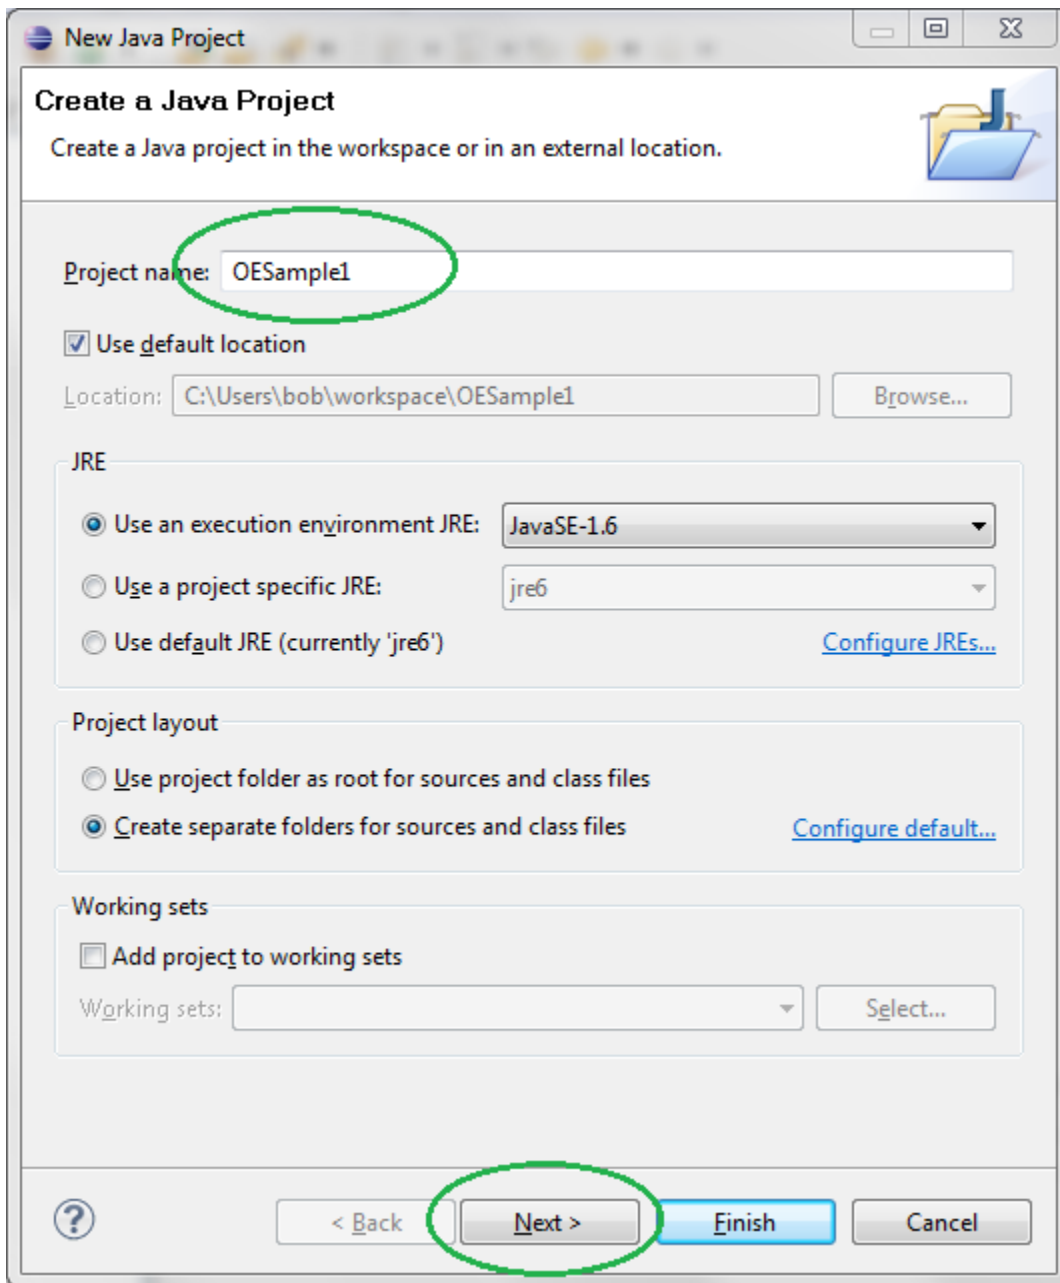 New Java Project
Create a Java Project
Create a Java project in the workspace or in an external location.
Project name: OESample1
Use default location
Location: C:\Users\bob\workspace\OESample1 Browse...
JRE
Use an execution environment JRE: JavaSE-1.6
Use a project specific JRE: jre6
Use default JRE (currently 'jre6') Configure JREs...
Project layout
Use project folder as root for sources and class files
Create separate folders for sources and class files Configure default...
Working sets
Add project to working sets
Working sets: Select...
? < Back Next > Finish Cancel